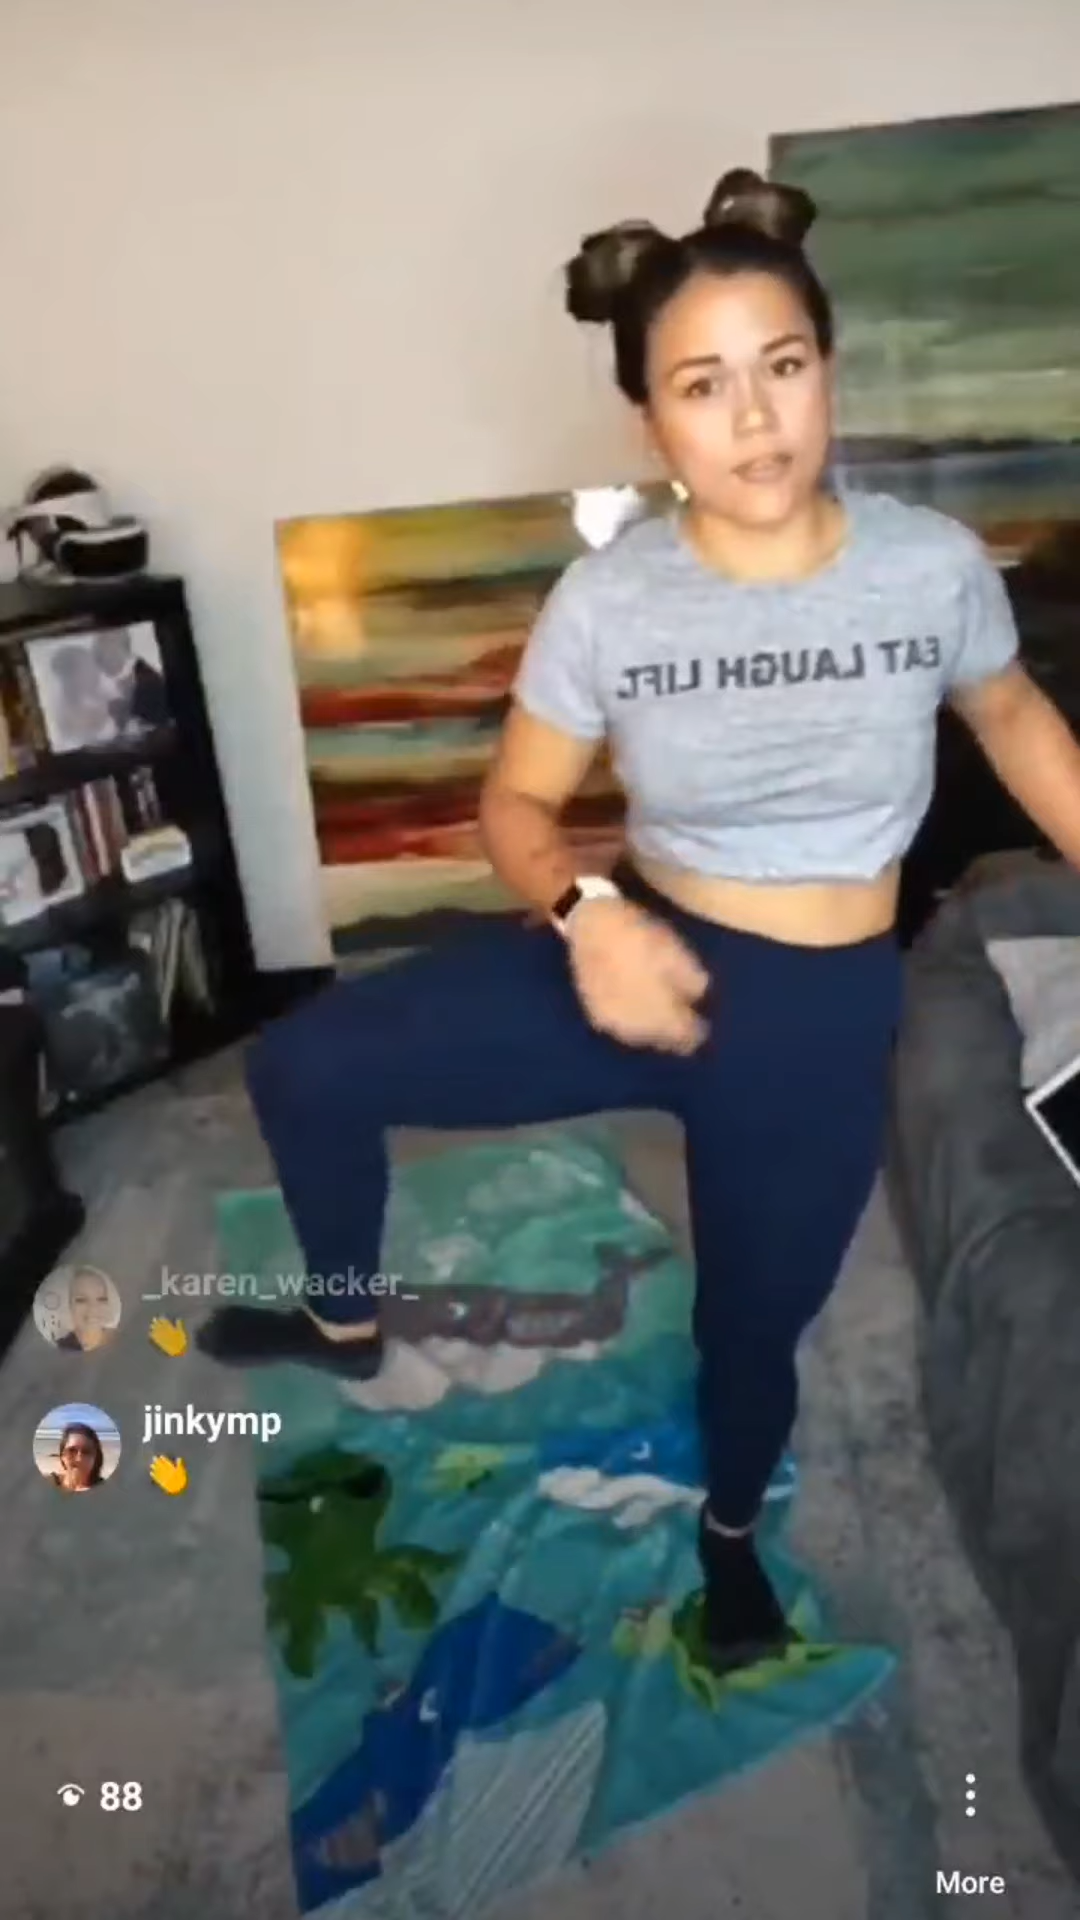 EAT LAUGH LIFT.
_karen_wacker_
👋
jinkymp
👋
88
More